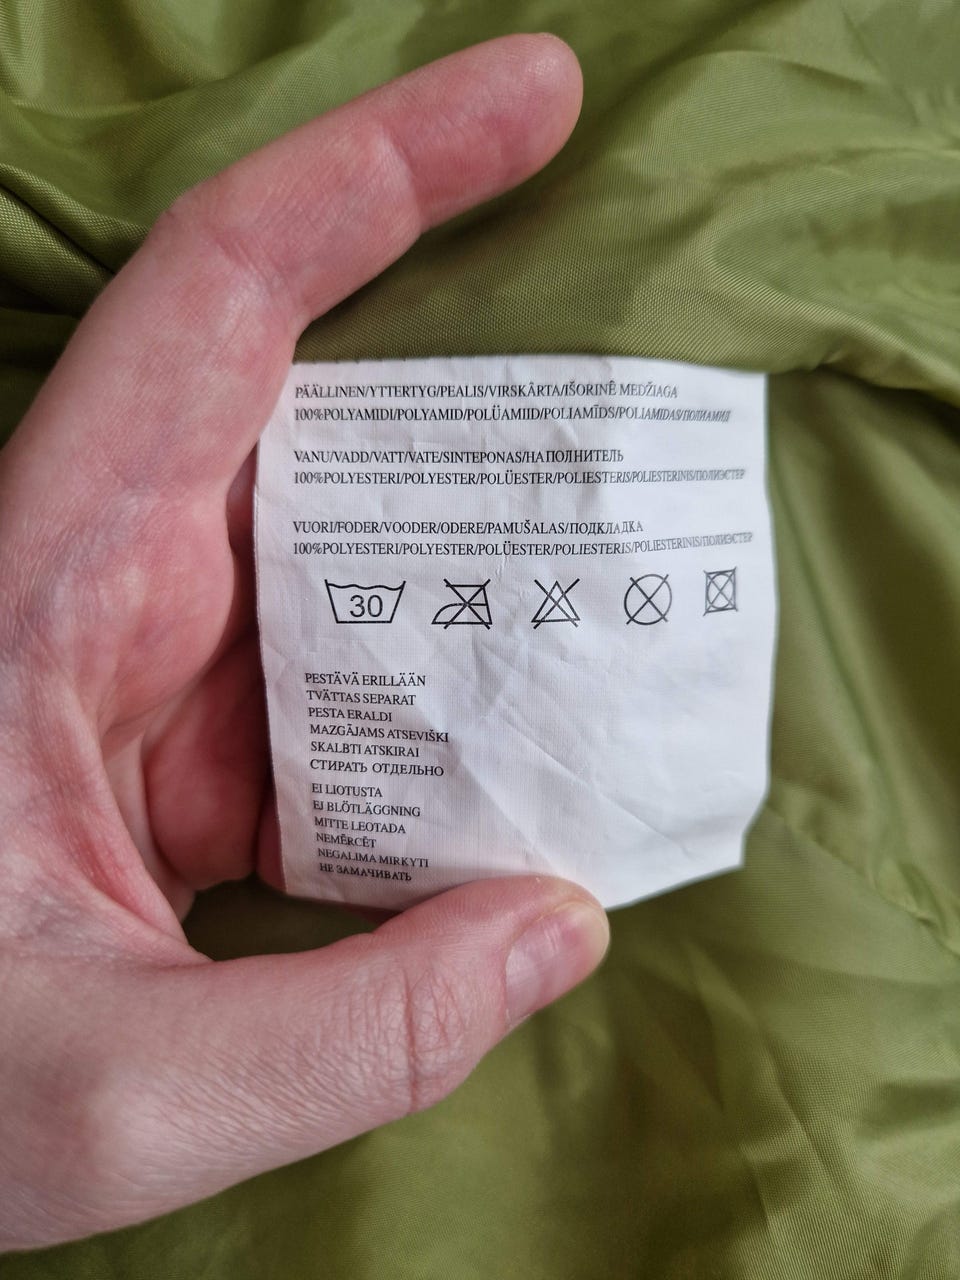 PÄÄLLINEN/YTTERTYG/PEALIS/VIRSKĀRTA/IŠORINĖ MEDŽIAGA
100%POLYAMIDI/POLYAMID/POLÜAMIID/POLIAMĪDS/POLIAMIDAS/ПОЛИАМИД
VANU/VADD/VATT/VATE/SINTEPONAS/НАПОЛНИТЕЛЬ
100%POLYESTERI/POLYESTER/POLÜESTER/POLIESTERIS/POLIESTERINIS/ПОЛИЭСТЕР
VUORI/FODER/VOODER/ODERE/PAMUŠALAS/ПОДКЛАДКА
100%POLYESTERI/POLYESTER/POLÜESTER/POLIESTERIS/POLIESTERINIS/ПОЛИЭСТЕР
30
PESTÄVÄ ERILLÄÄN
TVÄTTAS SEPARAT
PESTA ERALDI
MAZGĀJAMS ATSEVIŠKI
SKALBTI ATSKIRAI
СТИРАТЬ ОТДЕЛЬНО
EI LIOTUSTA
EJ BLÖTLÄGGNING
MITTE LEOTADA
NEMĒRCĒT
NEGALIMA MIRKYTI
НЕ ЗАМАЧИВАТЬ